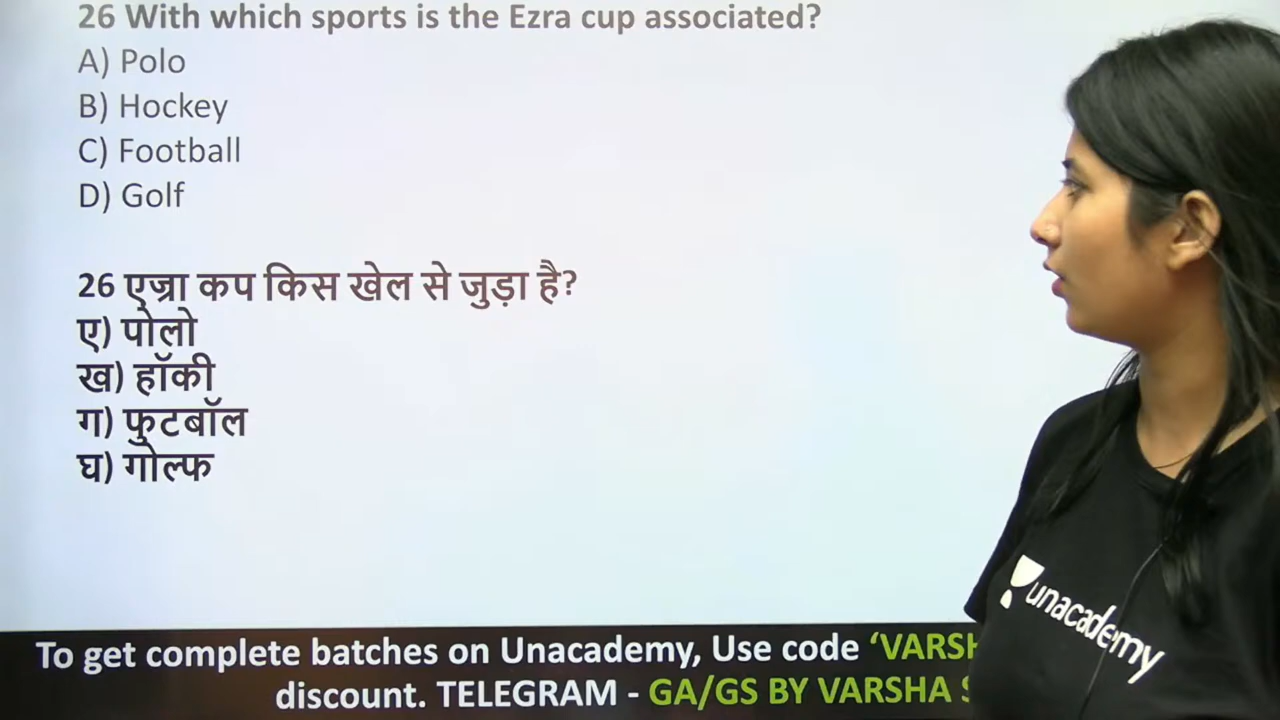 26 With which sports is the Ezra cup associated?
A) Polo
B) Hockey
C) Football
D) Golf
26 एज्रा कप किस खेल से जुड़ा है?
ए) पोलो
ख) हॉकी
ग) फुटबॉल
घ) गोल्फ
unacademy
To get complete batches on Unacademy, Use code ‘VARSH
discount. TELEGRAM - GA/GS BY VARSHA S